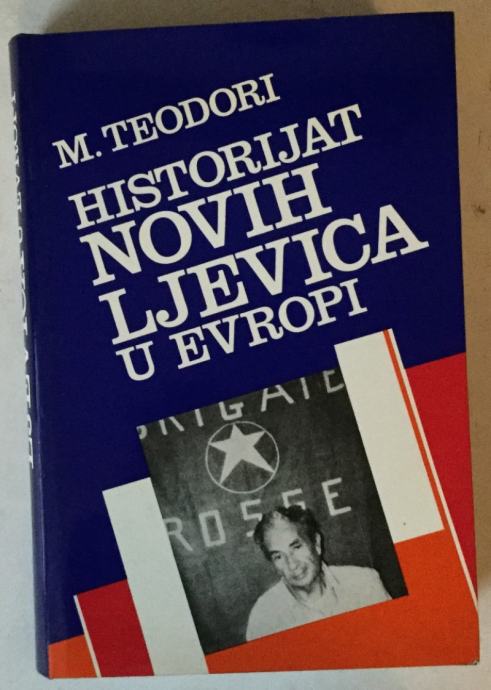 M. TEODORI
HISTORIJAT
NOVIH
LJEVICA
U EVROPI
BRIGATE
ROSSE